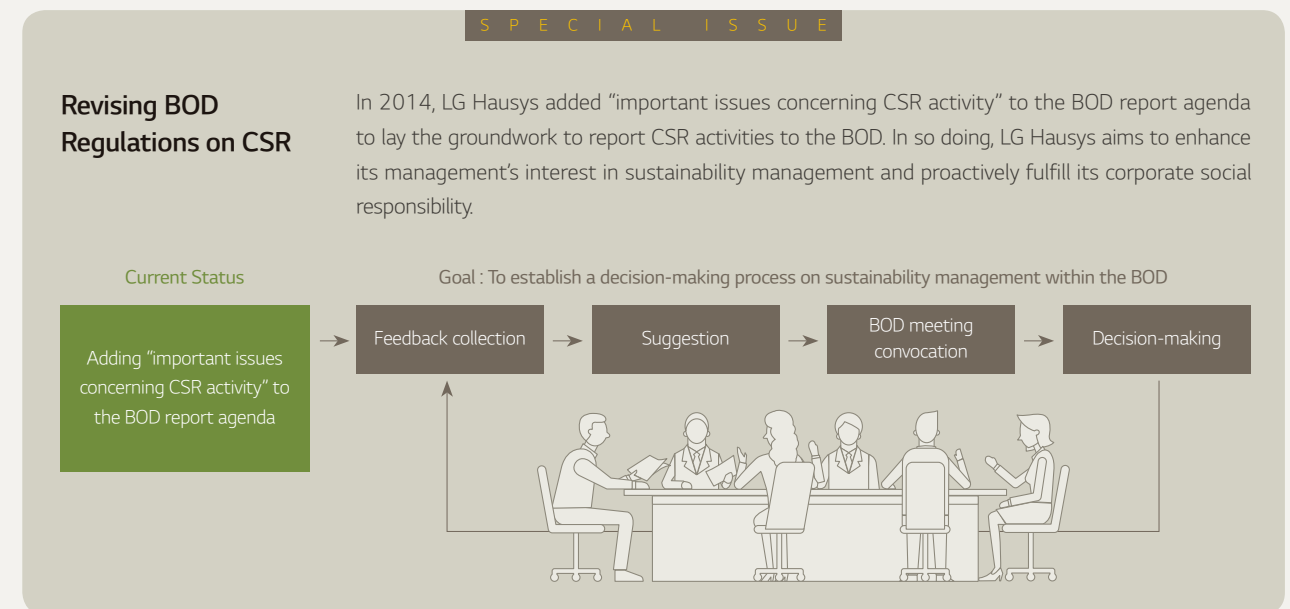 SPECIAL ISSUE
Revising BOD
Regulations on CSR
In 2014, LG Hausys added “important issues concerning CSR activity” to the BOD report agenda
to lay the groundwork to report CSR activities to the BOD. In so doing, LG Hausys aims to enhance
its management’s interest in sustainability management and proactively fulfill its corporate social
responsibility.
Current Status
Goal : To establish a decision-making process on sustainability management within the BOD
Adding “important issues
concerning CSR activity” to
the BOD report agenda
Feedback collection
Suggestion
BOD meeting
convocation
Decision-making